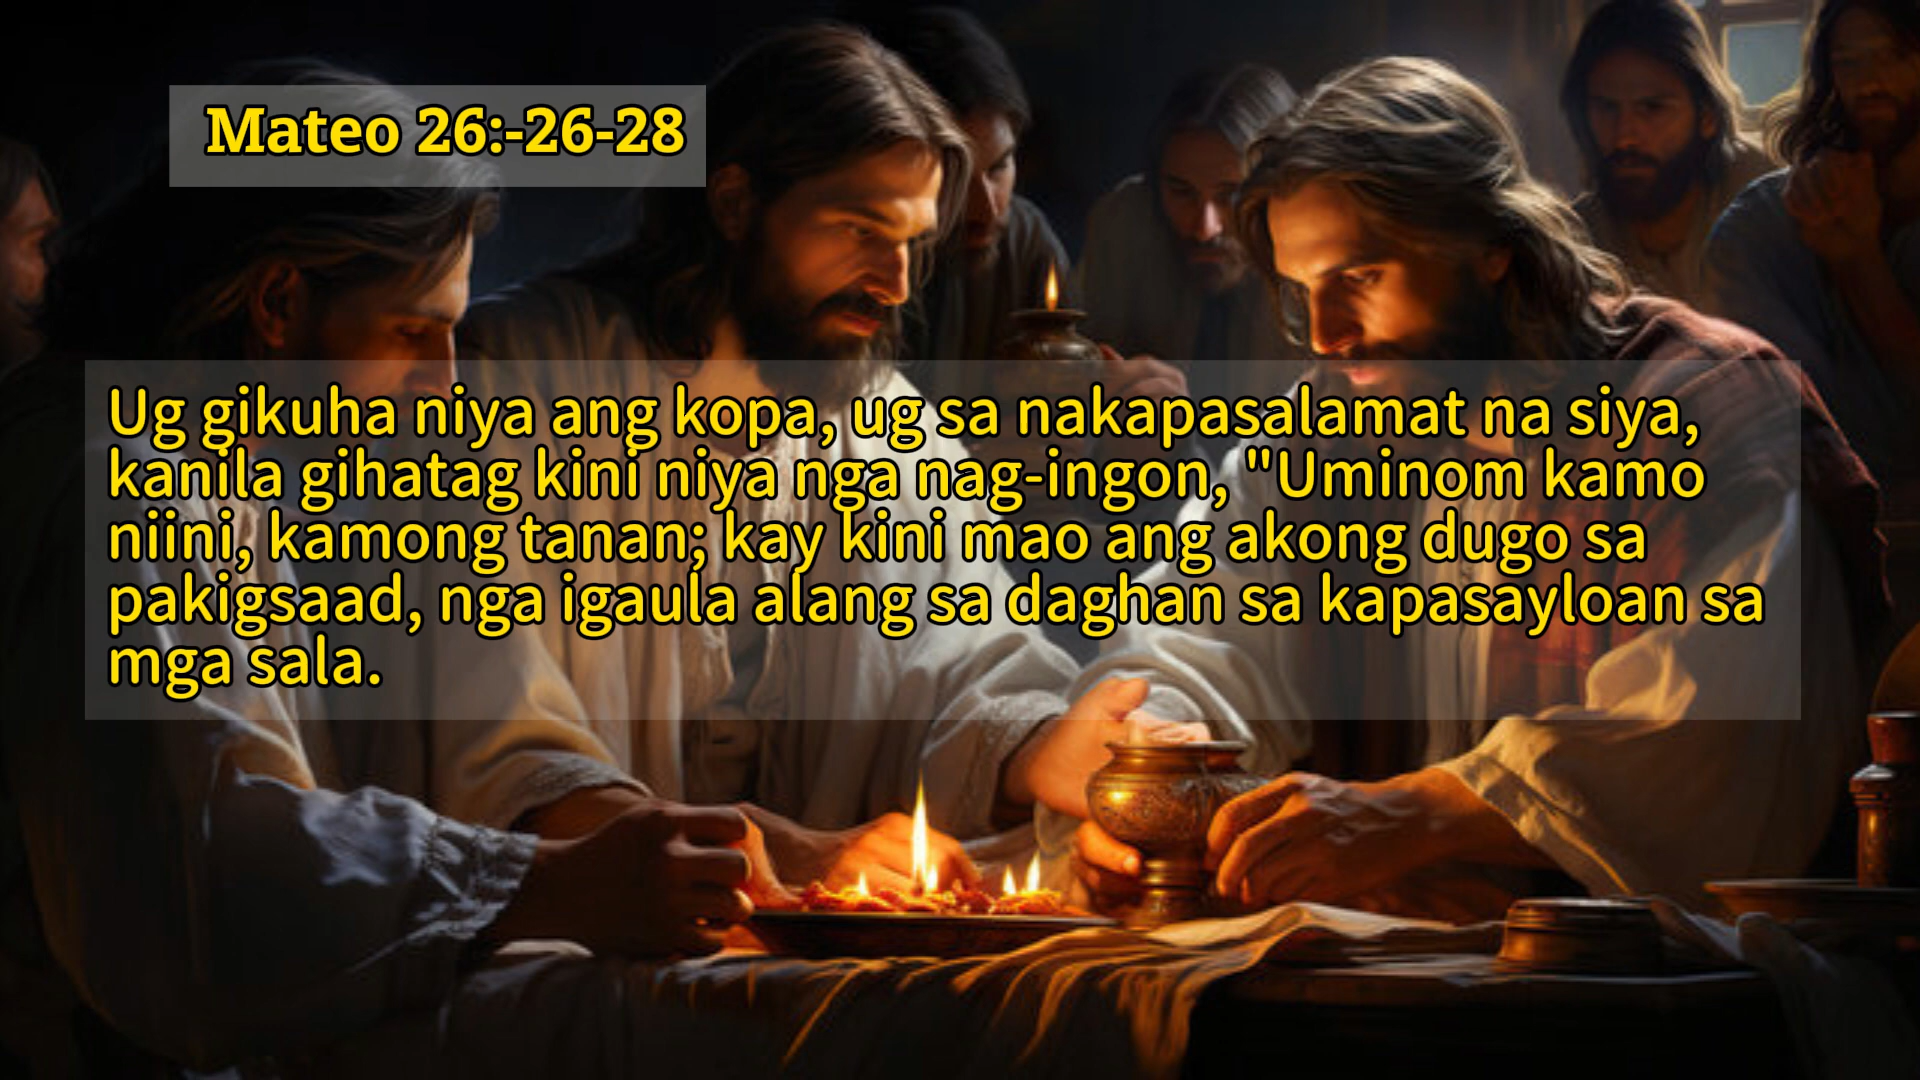 Mateo 26:-26-28
Ug gikuha niya ang kopa, ug sa nakapasalamat na siya,
kanila gihatag kini niya nga nag-ingon, "Uminom kamo
niini, kamong tanan; kay kini mao ang akong dugo sa
pakigsaad, nga igaula alang sa daghan sa kapasayloan sa
mga sala.